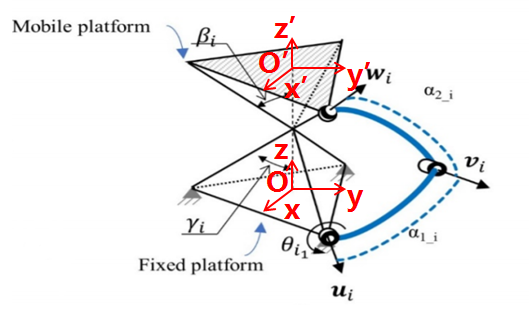 Mobile platform
z′
βᵢ
O′
y′
x′
wᵢ
α₂_ᵢ
z
O
vᵢ
x
y
γᵢ
α₁_ᵢ
θᵢ₁
Fixed platform
uᵢ